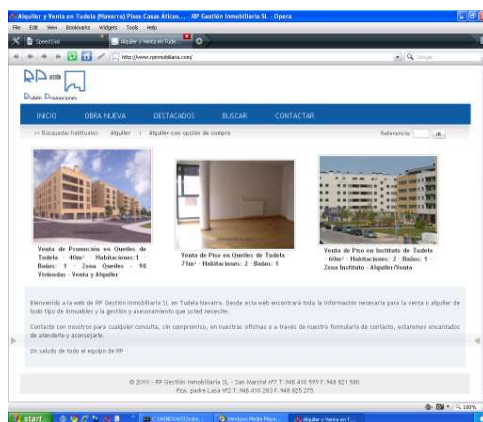 Alquiler y Venta en Tudela (Navarra) Pisos Casas Áticos... , RP Gestión Inmobiliaria SL - Opera
File Edit View Bookmarks Widgets Tools Help
Speed Dial
Alquiler y Venta en Tude...
http://www.rpinmobiliaria.com/
Google
Rubén Promociones
INICIO OBRA NUEVA DESTACADOS BUSCAR CONTACTAR
>> Búsquedas habituales: Alquiler | Alquiler con opción de compra Referencia
Venta de Promoción en Queiles de
Tudela - 40m² - Habitaciones: 1 -
Baños: 1 - Zona Queiles - 98
Viviendas - Venta y Alquiler
Venta de Piso en Queiles de Tudela -
71m² - Habitaciones: 2 - Baños: 1
Venta de Piso en Instituto de Tudela
- 60m² - Habitaciones: 2 - Baños: 1 -
Zona Instituto - Alquiler/Venta
Bienvenido a la web de RP Gestión Inmobiliaria SL en Tudela Navarra. Desde esta web encontrará toda la información necesaria para la venta o alquiler de
todo tipo de inmuebles y la gestión y asesoramiento que usted necesite.
Contacte con nosotros para cualquier consulta, sin compromiso, en nuestras oficinas o a través de nuestro formulario de contacto, estaremos encantados
de atenderle y aconsejarle.
Un saludo de todo el equipo de RP
© 2010 - RP Gestión Inmobiliaria SL - San Marcial nº7 T. 948 410 599 F. 948 821 580
Pza. padre Lasa nº2 T. 948 410 283 F. 948 825 275
100%
start
Windows Media Playe...
Alquiler y Venta en T...